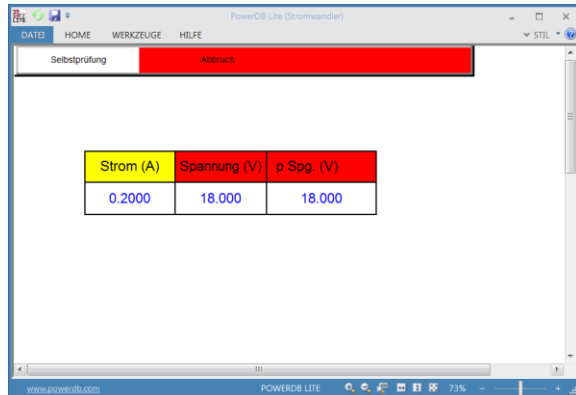 PowerDB Lite (Stromwandler)
DATEI HOME WERKZEUGE HILFE STIL
Selbstprüfung Abbruch
Strom (A) Spannung (V) p Spg. (V)
0.2000 18.000 18.000
www.powerdb.com POWERDB LITE 73%